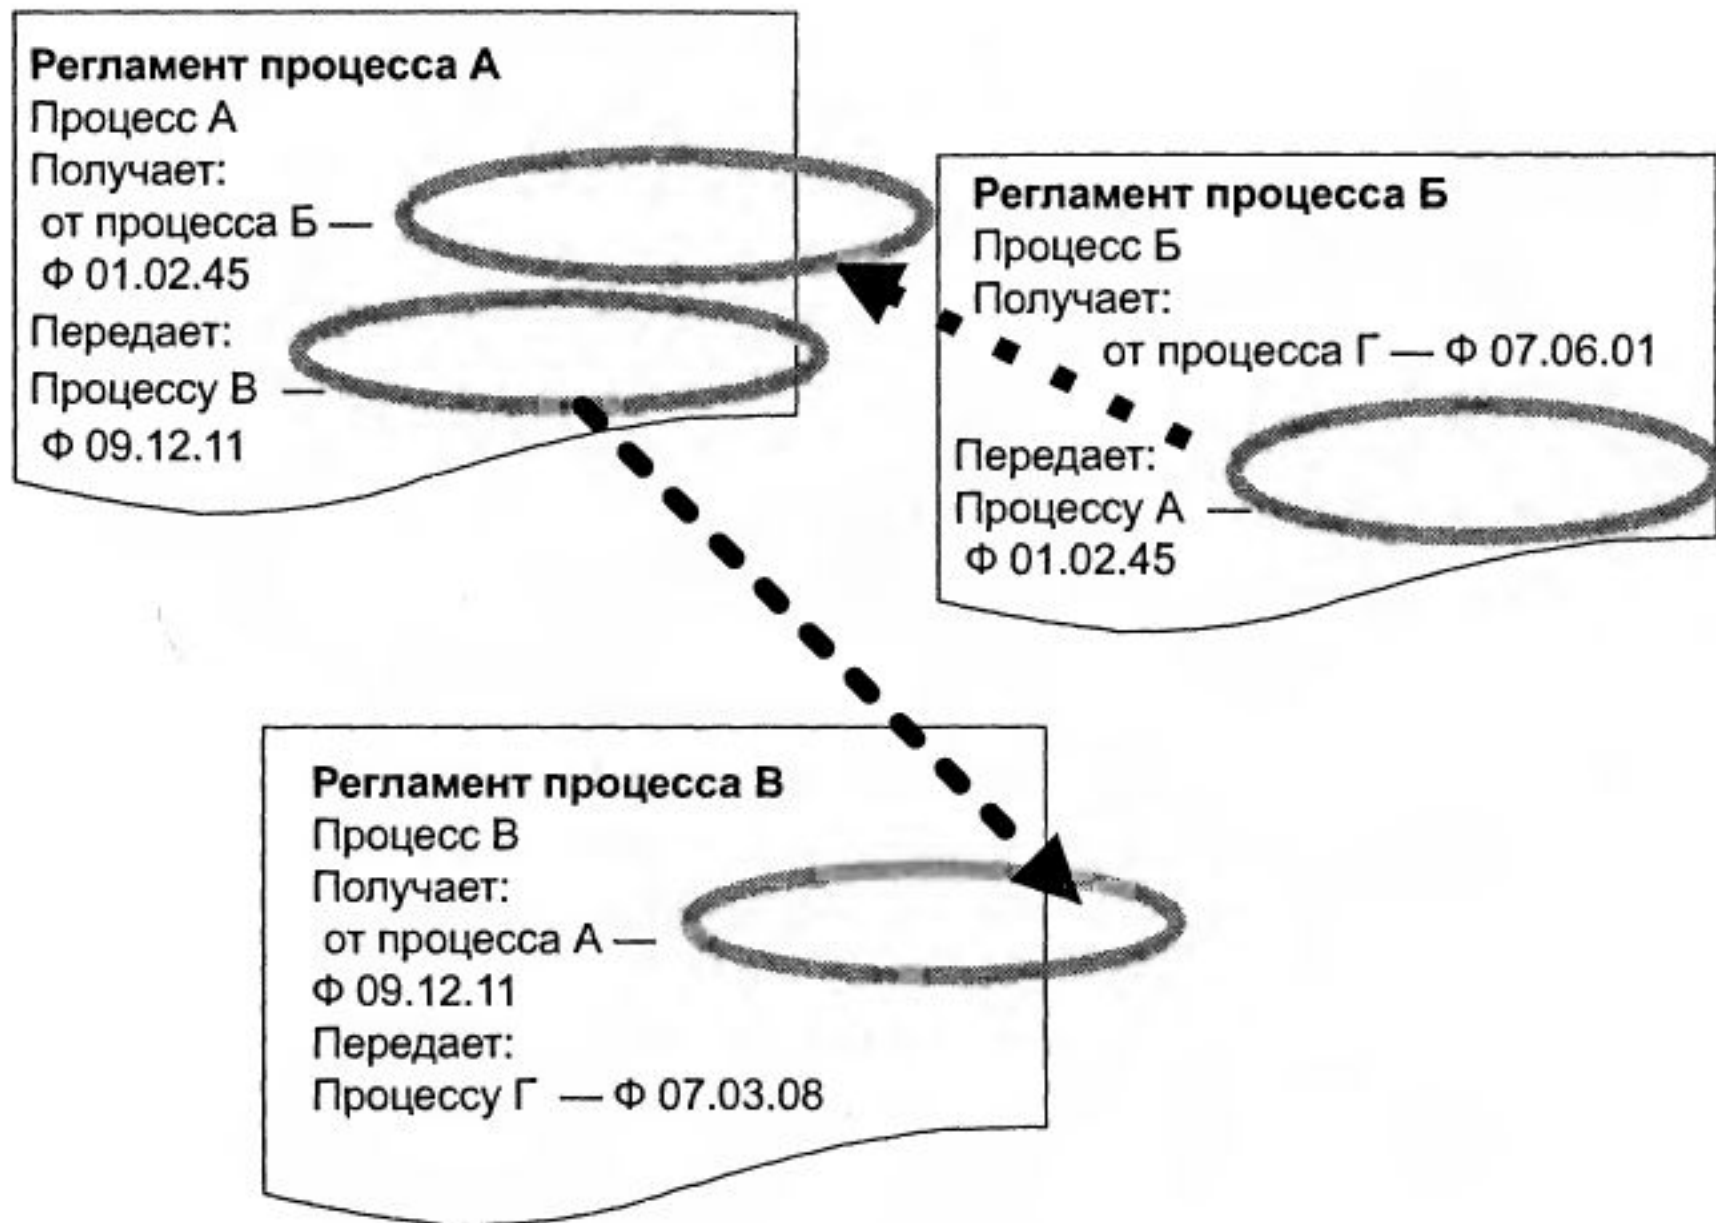 Регламент процесса А
Процесс А
Получает:
от процесса Б —
Ф 01.02.45
Передает:
Процессу В —
Ф 09.12.11
Регламент процесса Б
Процесс Б
Получает:
от процесса Г — Ф 07.06.01
Передает:
Процессу А —
Ф 01.02.45
Регламент процесса В
Процесс В
Получает:
от процесса А —
Ф 09.12.11
Передает:
Процессу Г — Ф 07.03.08